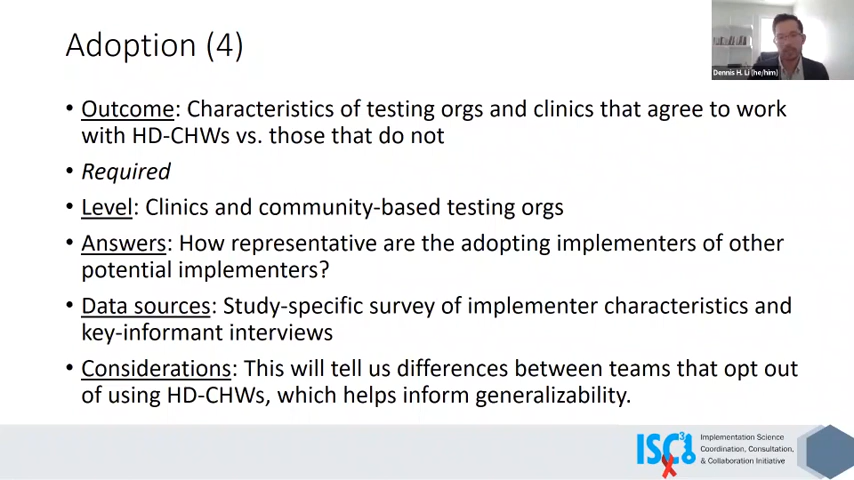 Adoption (4)
Dennis H. Li (he/him)
• Outcome: Characteristics of testing orgs and clinics that agree to work
with HD-CHWs vs. those that do not
• Required
• Level: Clinics and community-based testing orgs
• Answers: How representative are the adopting implementers of other
potential implementers?
• Data sources: Study-specific survey of implementer characteristics and
key-informant interviews
• Considerations: This will tell us differences between teams that opt out
of using HD-CHWs, which helps inform generalizability.
ISC3I
Implementation Science
Coordination, Consultation,
& Collaboration Initiative